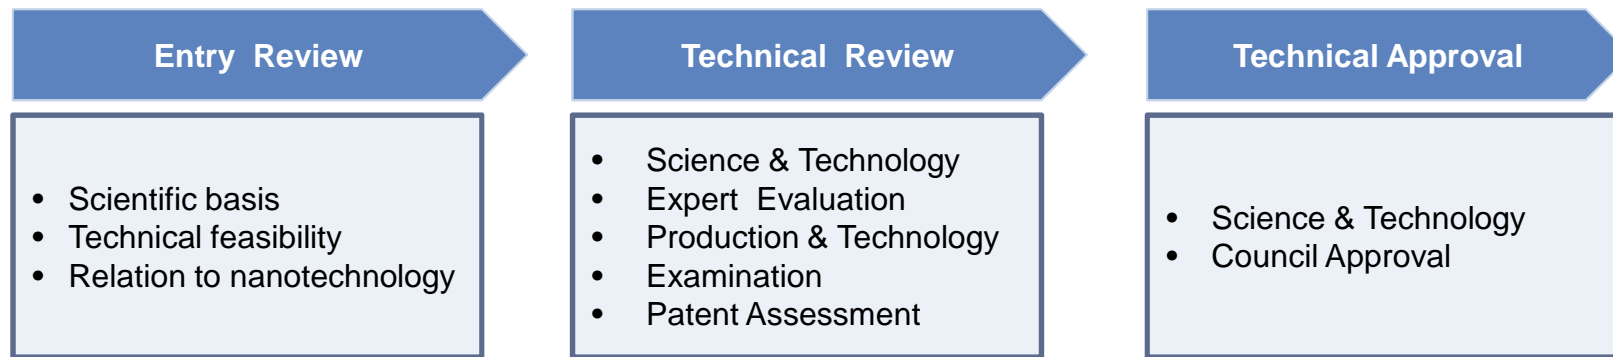 Entry Review
• Scientific basis
• Technical feasibility
• Relation to nanotechnology
Technical Review
• Science & Technology
• Expert Evaluation
• Production & Technology
• Examination
• Patent Assessment
Technical Approval
• Science & Technology
• Council Approval